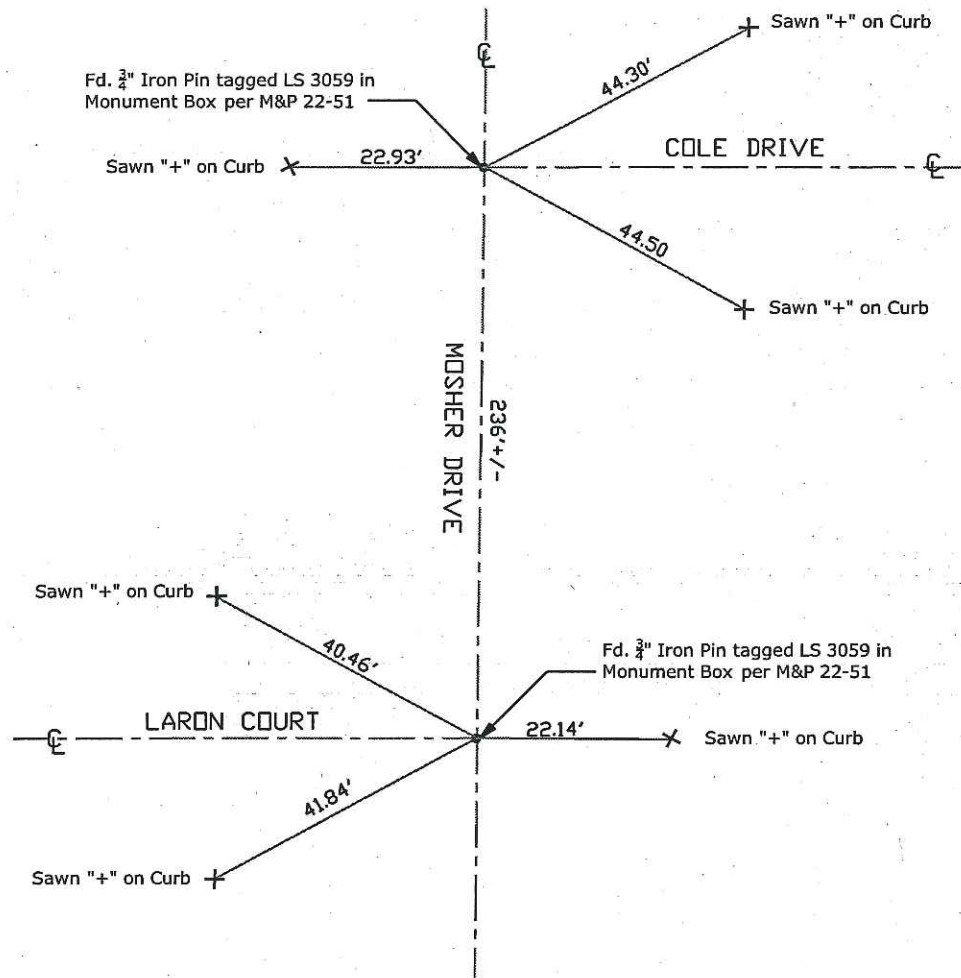 Sawn "+" on Curb
℄
Fd. ¾" Iron Pin tagged LS 3059 in
Monument Box per M&P 22-51
44.30'
Sawn "+" on Curb
22.93'
COLE DRIVE
℄
44.50
Sawn "+" on Curb
MOSHER DRIVE
236'+/-
Sawn "+" on Curb
40.46'
Fd. ¾" Iron Pin tagged LS 3059 in
Monument Box per M&P 22-51
LARON COURT
℄
22.14'
Sawn "+" on Curb
41.84'
Sawn "+" on Curb